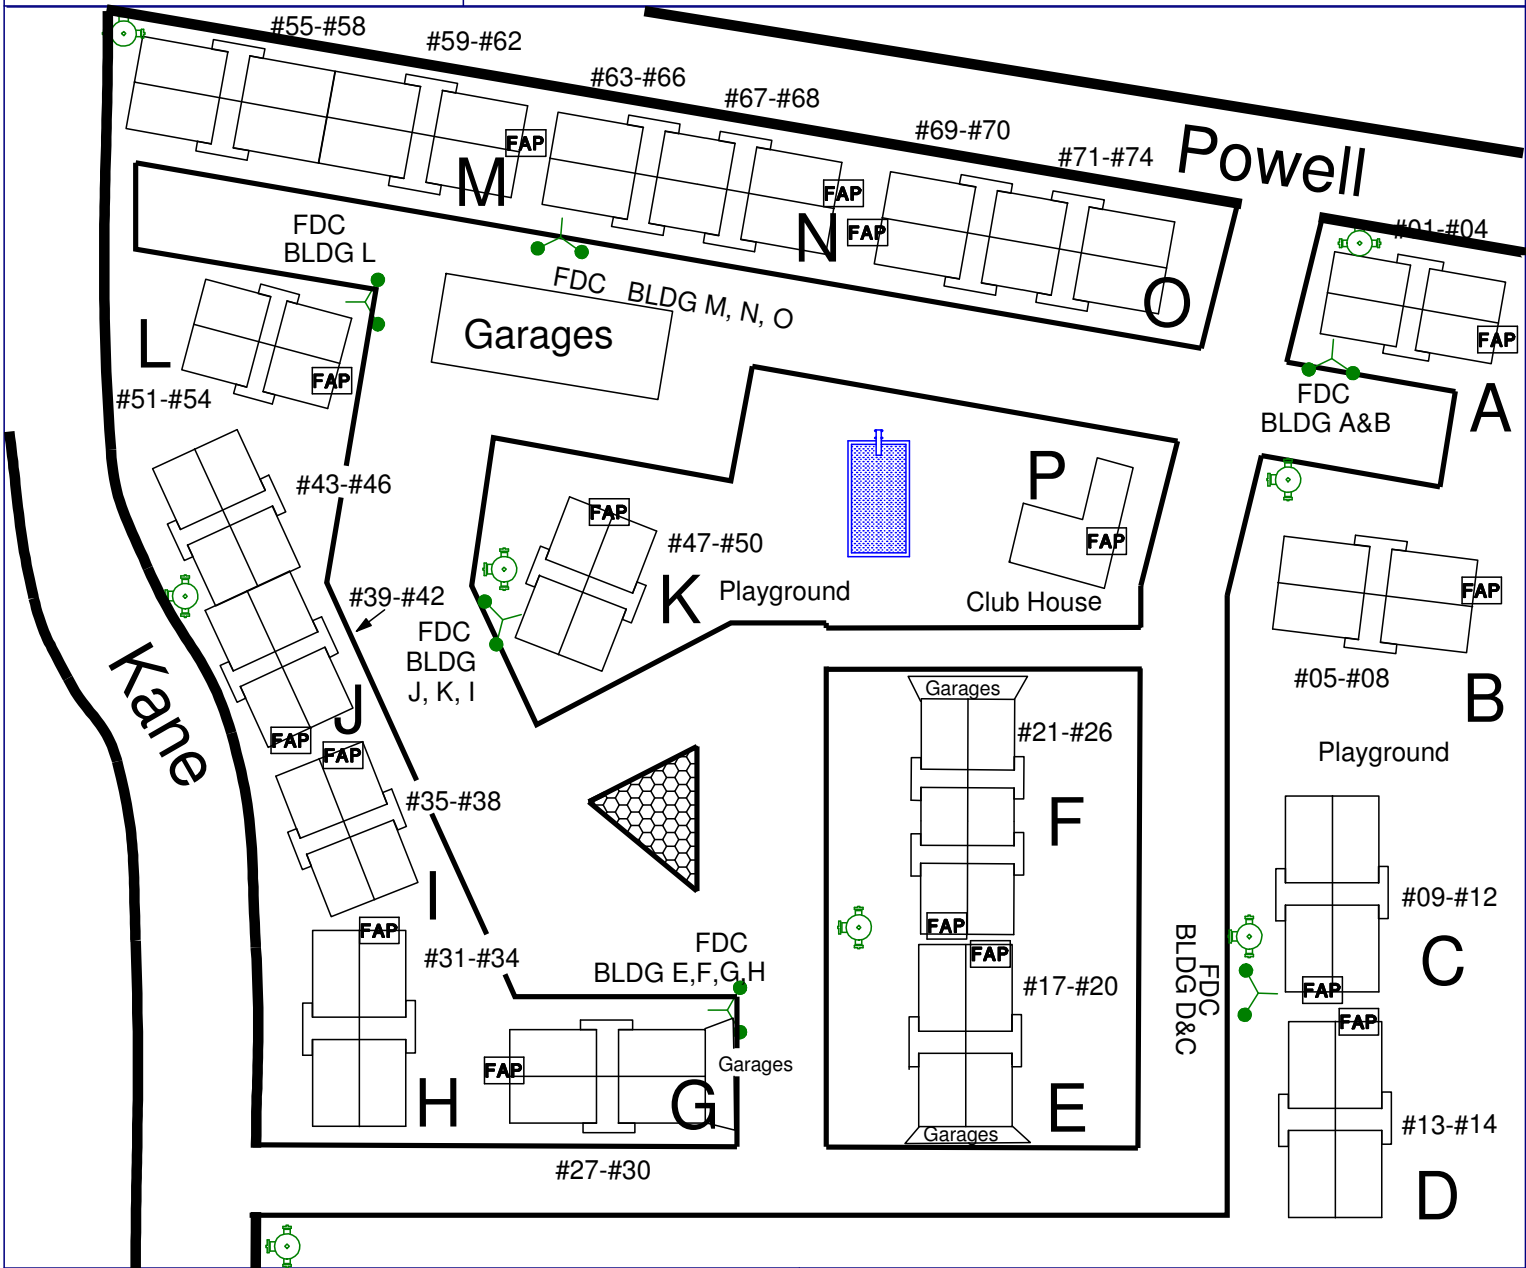 #55-#58
#59-#62
#63-#66
#67-#68
#69-#70
#71-#74
Powell
#01-#04
FAP
M
FAP
N
FAP
O
FAP
A
FDC
BLDG L
FDC BLDG M, N, O
Garages
L
FAP
#51-#54
FDC
BLDG A&B
#43-#46
P
FAP
Club House
FAP
#47-#50
K
Playground
#39-#42
FDC
BLDG
J, K, I
FAP
#05-#08
B
Kane
J
FAP
FAP
Garages
#21-#26
F
Playground
#35-#38
I
#09-#12
C
FAP
FAP
#31-#34
FDC
BLDG E,F,G,H
FAP
FAP
#17-#20
FDC
BLDG D&C
FAP
Garages
FAP
H
G
E
Garages
#13-#14
D
#27-#30